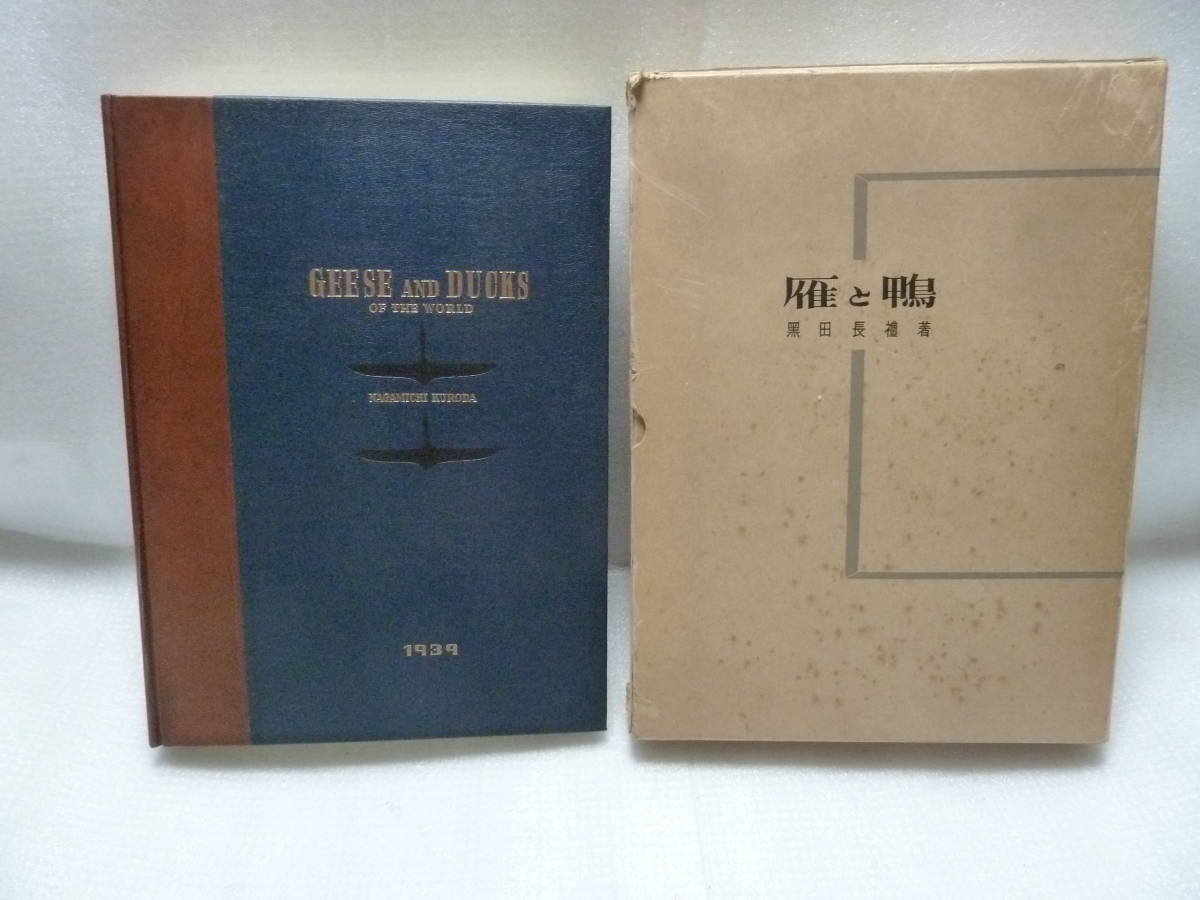 GEESE AND DUCKS
OF THE WORLD
NAGAMICHI KURODA
1939
雁と鴨
黑田長禮著